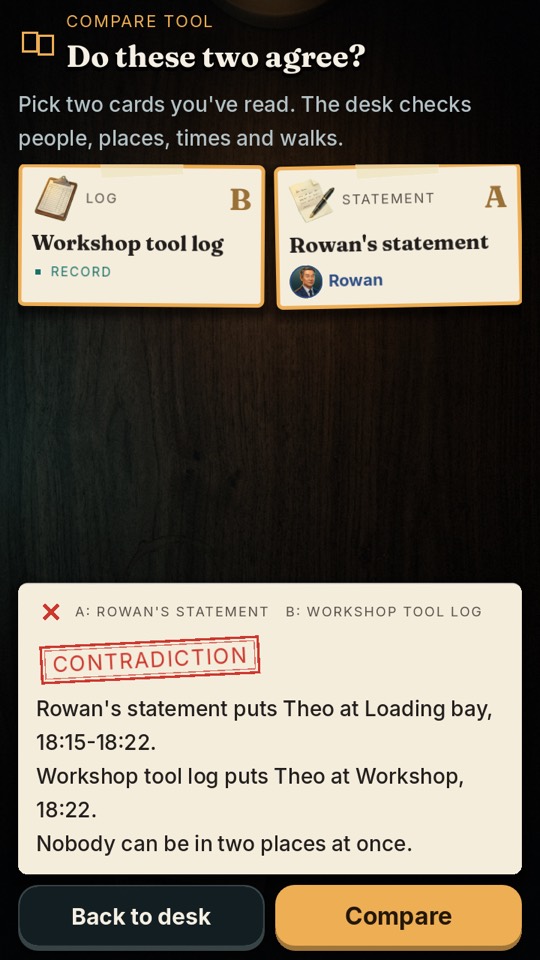 COMPARE TOOL
Do these two agree?
Pick two cards you've read. The desk checks
people, places, times and walks.
LOG
B
Workshop tool log
RECORD
STATEMENT
A
Rowan's statement
Rowan
A: ROWAN'S STATEMENT B: WORKSHOP TOOL LOG
CONTRADICTION
Rowan's statement puts Theo at Loading bay,
18:15-18:22.
Workshop tool log puts Theo at Workshop,
18:22.
Nobody can be in two places at once.
Back to desk
Compare